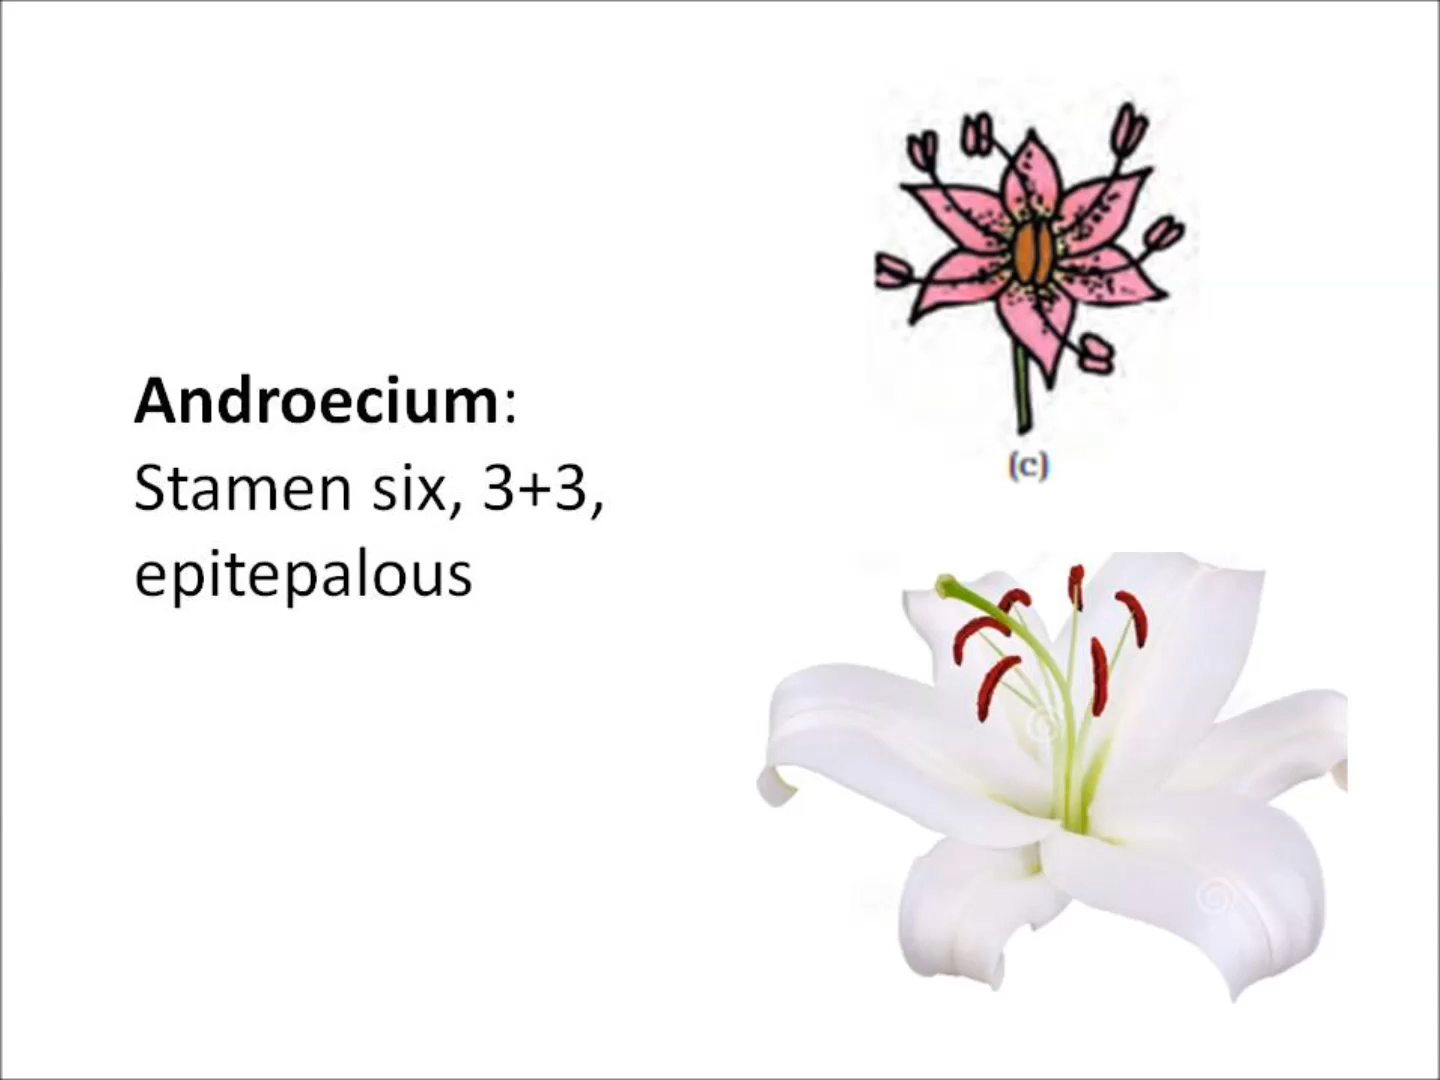 Androecium:
Stamen six, 3+3,
epitepalous
(c)